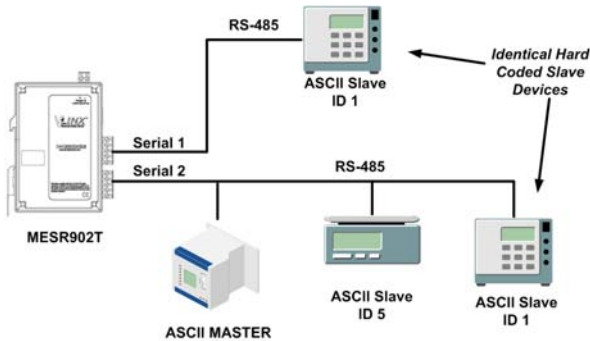 RS-485
Identical Hard
Coded Slave
Devices
ASCII Slave
ID 1
VLINX
Serial 1
Serial 2
RS-485
MESR902T
ASCII MASTER
ASCII Slave
ID 5
ASCII Slave
ID 1